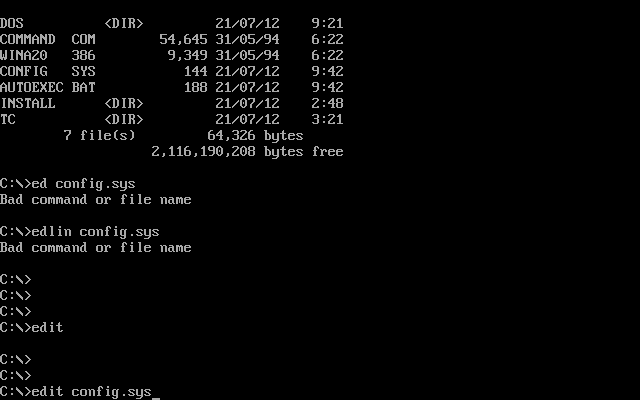 DOS          <DIR>         21/07/12    9:21
COMMAND  COM        54,645 31/05/94    6:22
WINA20   386         9,349 31/05/94    6:22
CONFIG   SYS           144 21/07/12    9:42
AUTOEXEC BAT           188 21/07/12    9:42
INSTALL      <DIR>         21/07/12    2:48
TC           <DIR>         21/07/12    3:21
        7 file(s)         64,326 bytes
                   2,116,190,208 bytes free
C:\>ed config.sys
Bad command or file name
C:\>edlin config.sys
Bad command or file name
C:\>
C:\>
C:\>
C:\>edit
C:\>
C:\>
C:\>edit config.sys_